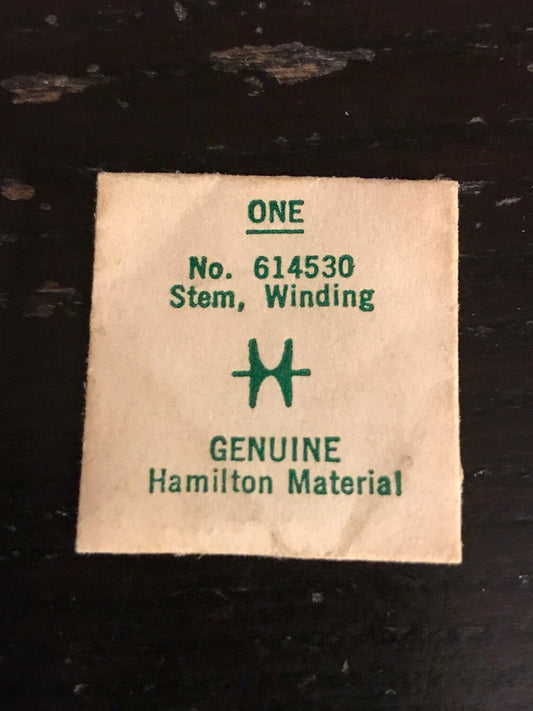 ONE
No. 614530
Stem, Winding
GENUINE
Hamilton Material